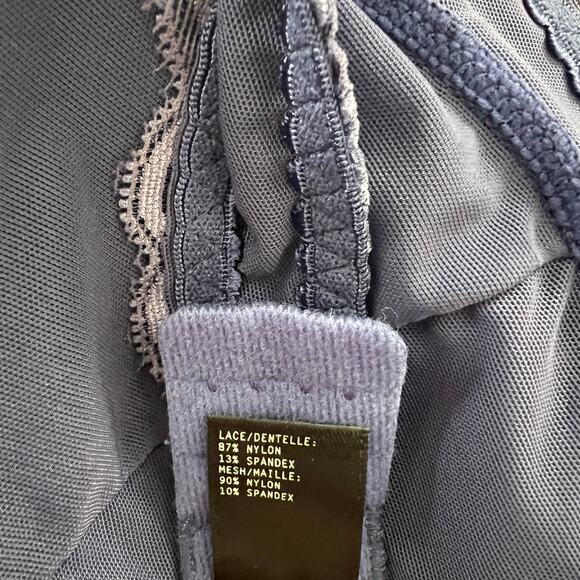 LACE/DENTELLE:
87% NYLON
13% SPANDEX
MESH/MAILLE:
90% NYLON
10% SPANDEX